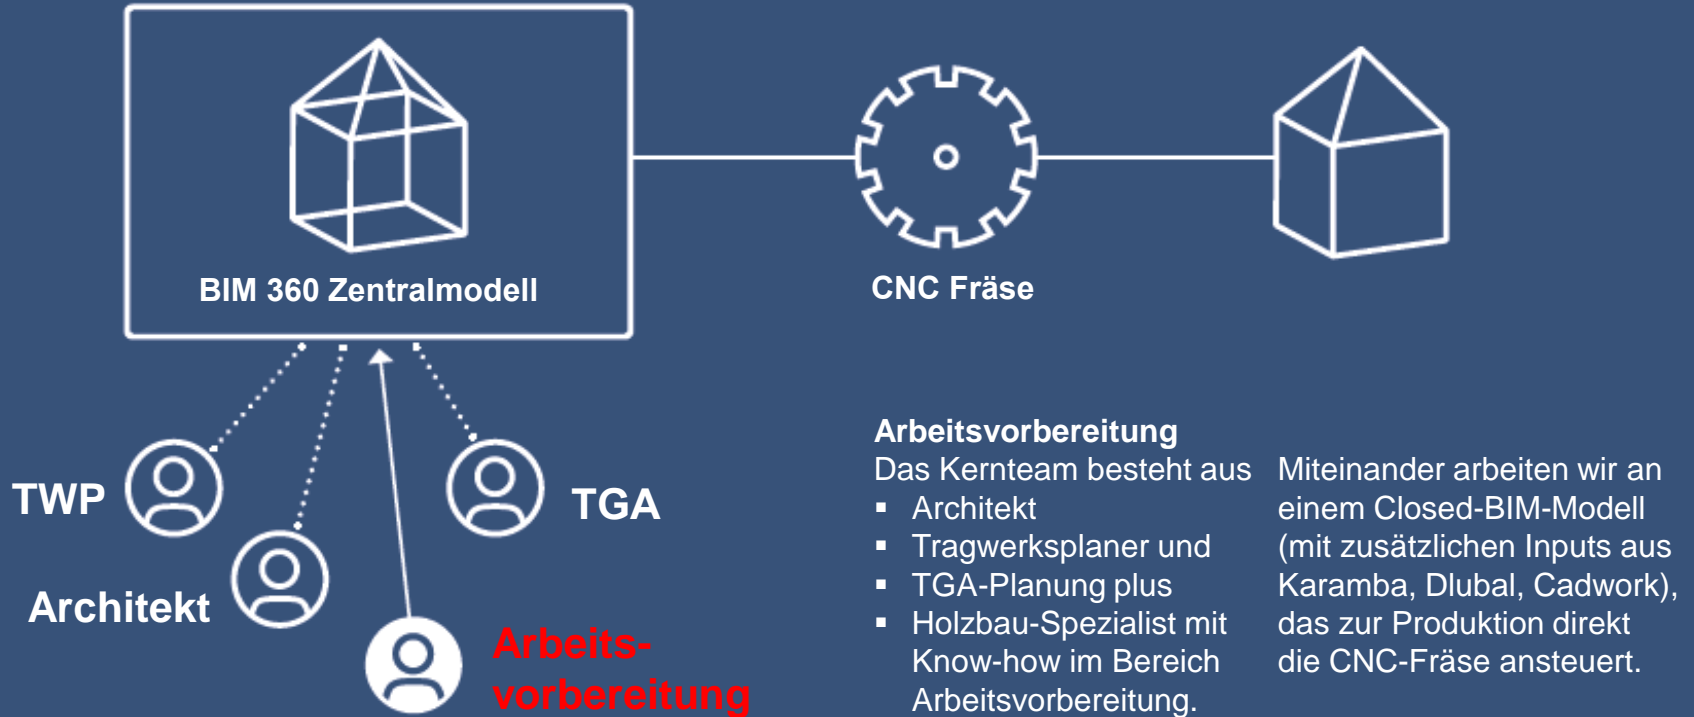 BIM 360 Zentralmodell
CNC Fräse
TWP
TGA
Architekt
Arbeits-
vorbereitung
Arbeitsvorbereitung
Das Kernteam besteht aus
▪ Architekt
▪ Tragwerksplaner und
▪ TGA-Planung plus
▪ Holzbau-Spezialist mit
Know-how im Bereich
Arbeitsvorbereitung.
Miteinander arbeiten wir an
einem Closed-BIM-Modell
(mit zusätzlichen Inputs aus
Karamba, Dlubal, Cadwork),
das zur Produktion direkt
die CNC-Fräse ansteuert.